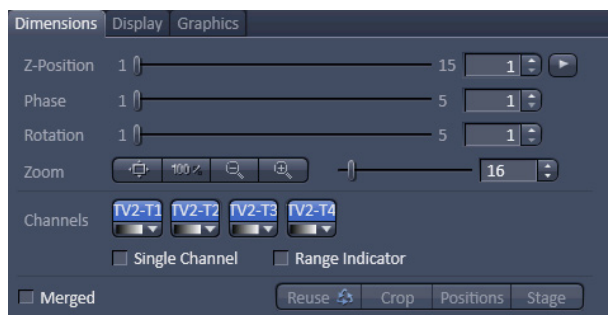 Dimensions Display Graphics
Z-Position 1 15 1
Phase 1 5 1
Rotation 1 5 1
Zoom 100% 16
Channels TV2-T1 TV2-T2 TV2-T3 TV2-T4
Single Channel Range Indicator
Merged Reuse Crop Positions Stage